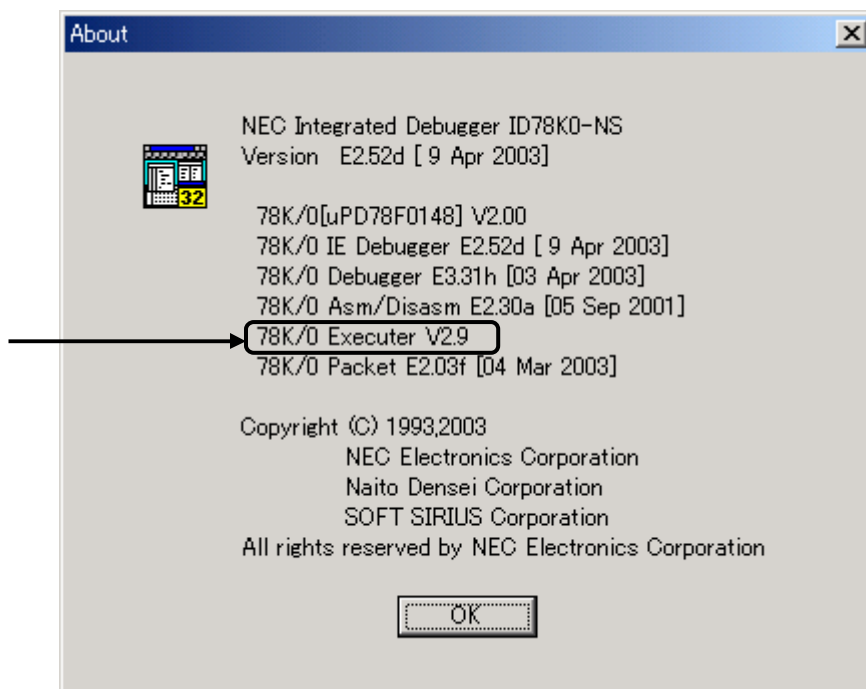 About
NEC Integrated Debugger ID78K0-NS
Version E2.52d [ 9 Apr 2003]
32
78K/0[uPD78F0148] V2.00
78K/0 IE Debugger E2.52d [ 9 Apr 2003]
78K/0 Debugger E3.31h [03 Apr 2003]
78K/0 Asm/Disasm E2.30a [05 Sep 2001]
78K/0 Executer V2.9
78K/0 Packet E2.03f [04 Mar 2003]
Copyright (C) 1993,2003
NEC Electronics Corporation
Naito Densei Corporation
SOFT SIRIUS Corporation
All rights reserved by NEC Electronics Corporation
OK